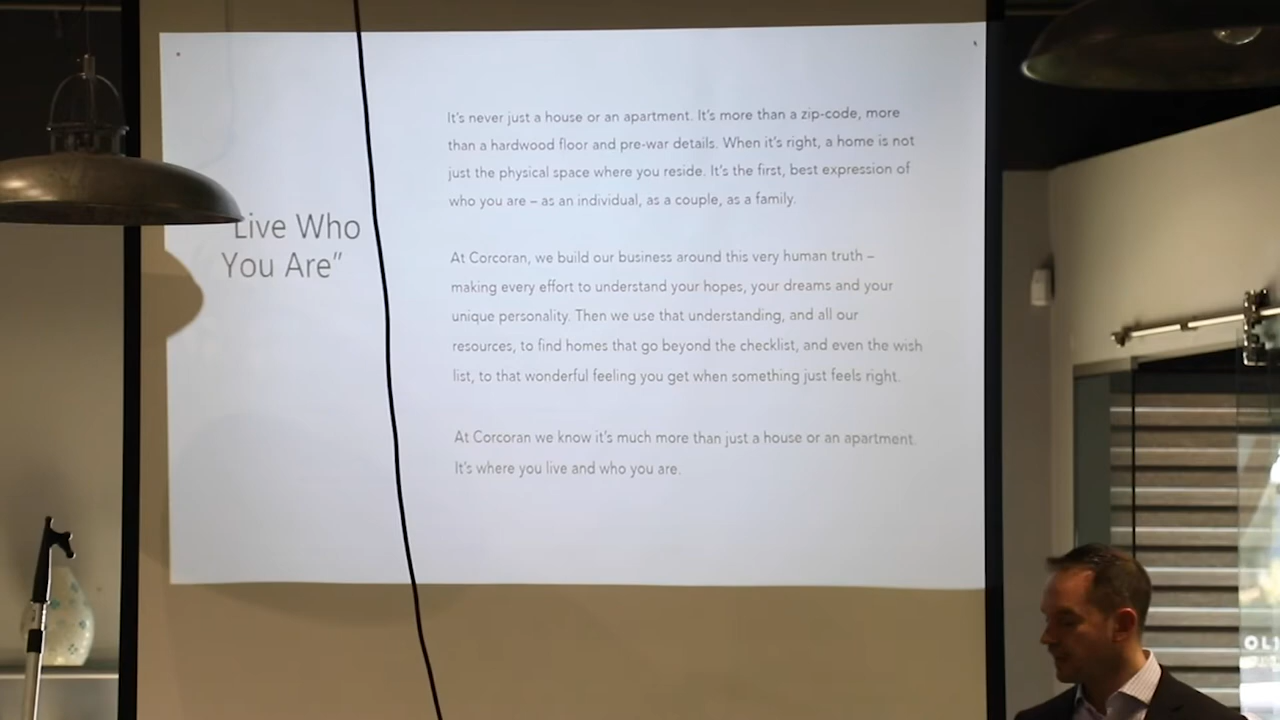 "Live Who
You Are"
It's never just a house or an apartment. It's more than a zip-code, more
than a hardwood floor and pre-war details. When it's right, a home is not
just the physical space where you reside. It's the first, best expression of
who you are – as an individual, as a couple, as a family.
At Corcoran, we build our business around this very human truth –
making every effort to understand your hopes, your dreams and your
unique personality. Then we use that understanding, and all our
resources, to find homes that go beyond the checklist, and even the wish
list, to that wonderful feeling you get when something just feels right.
At Corcoran we know it's much more than just a house or an apartment.
It's where you live and who you are.